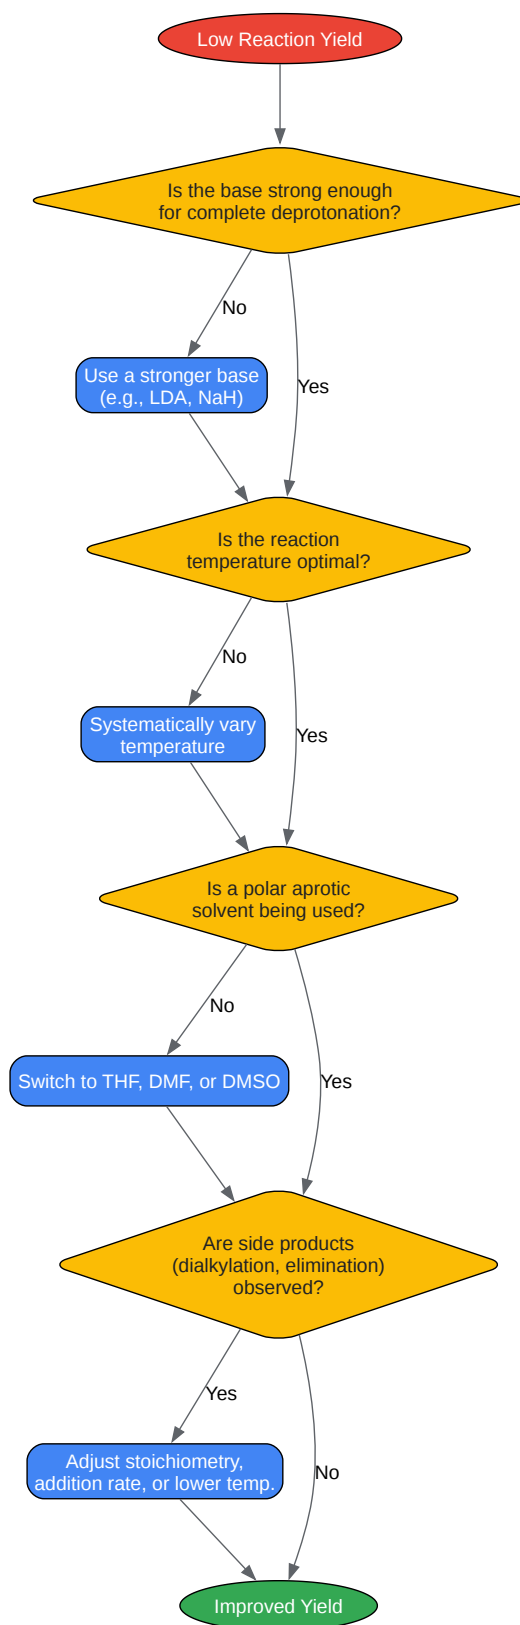 Low Reaction Yield
Is the base strong enough
for complete deprotonation?
No
Yes
Use a stronger base
(e.g., LDA, NaH)
Is the reaction
temperature optimal?
No
Yes
Systematically vary
temperature
Is a polar aprotic
solvent being used?
No
Yes
Switch to THF, DMF, or DMSO
Are side products
(dialkylation, elimination)
observed?
Yes
No
Adjust stoichiometry,
addition rate, or lower temp.
Improved Yield